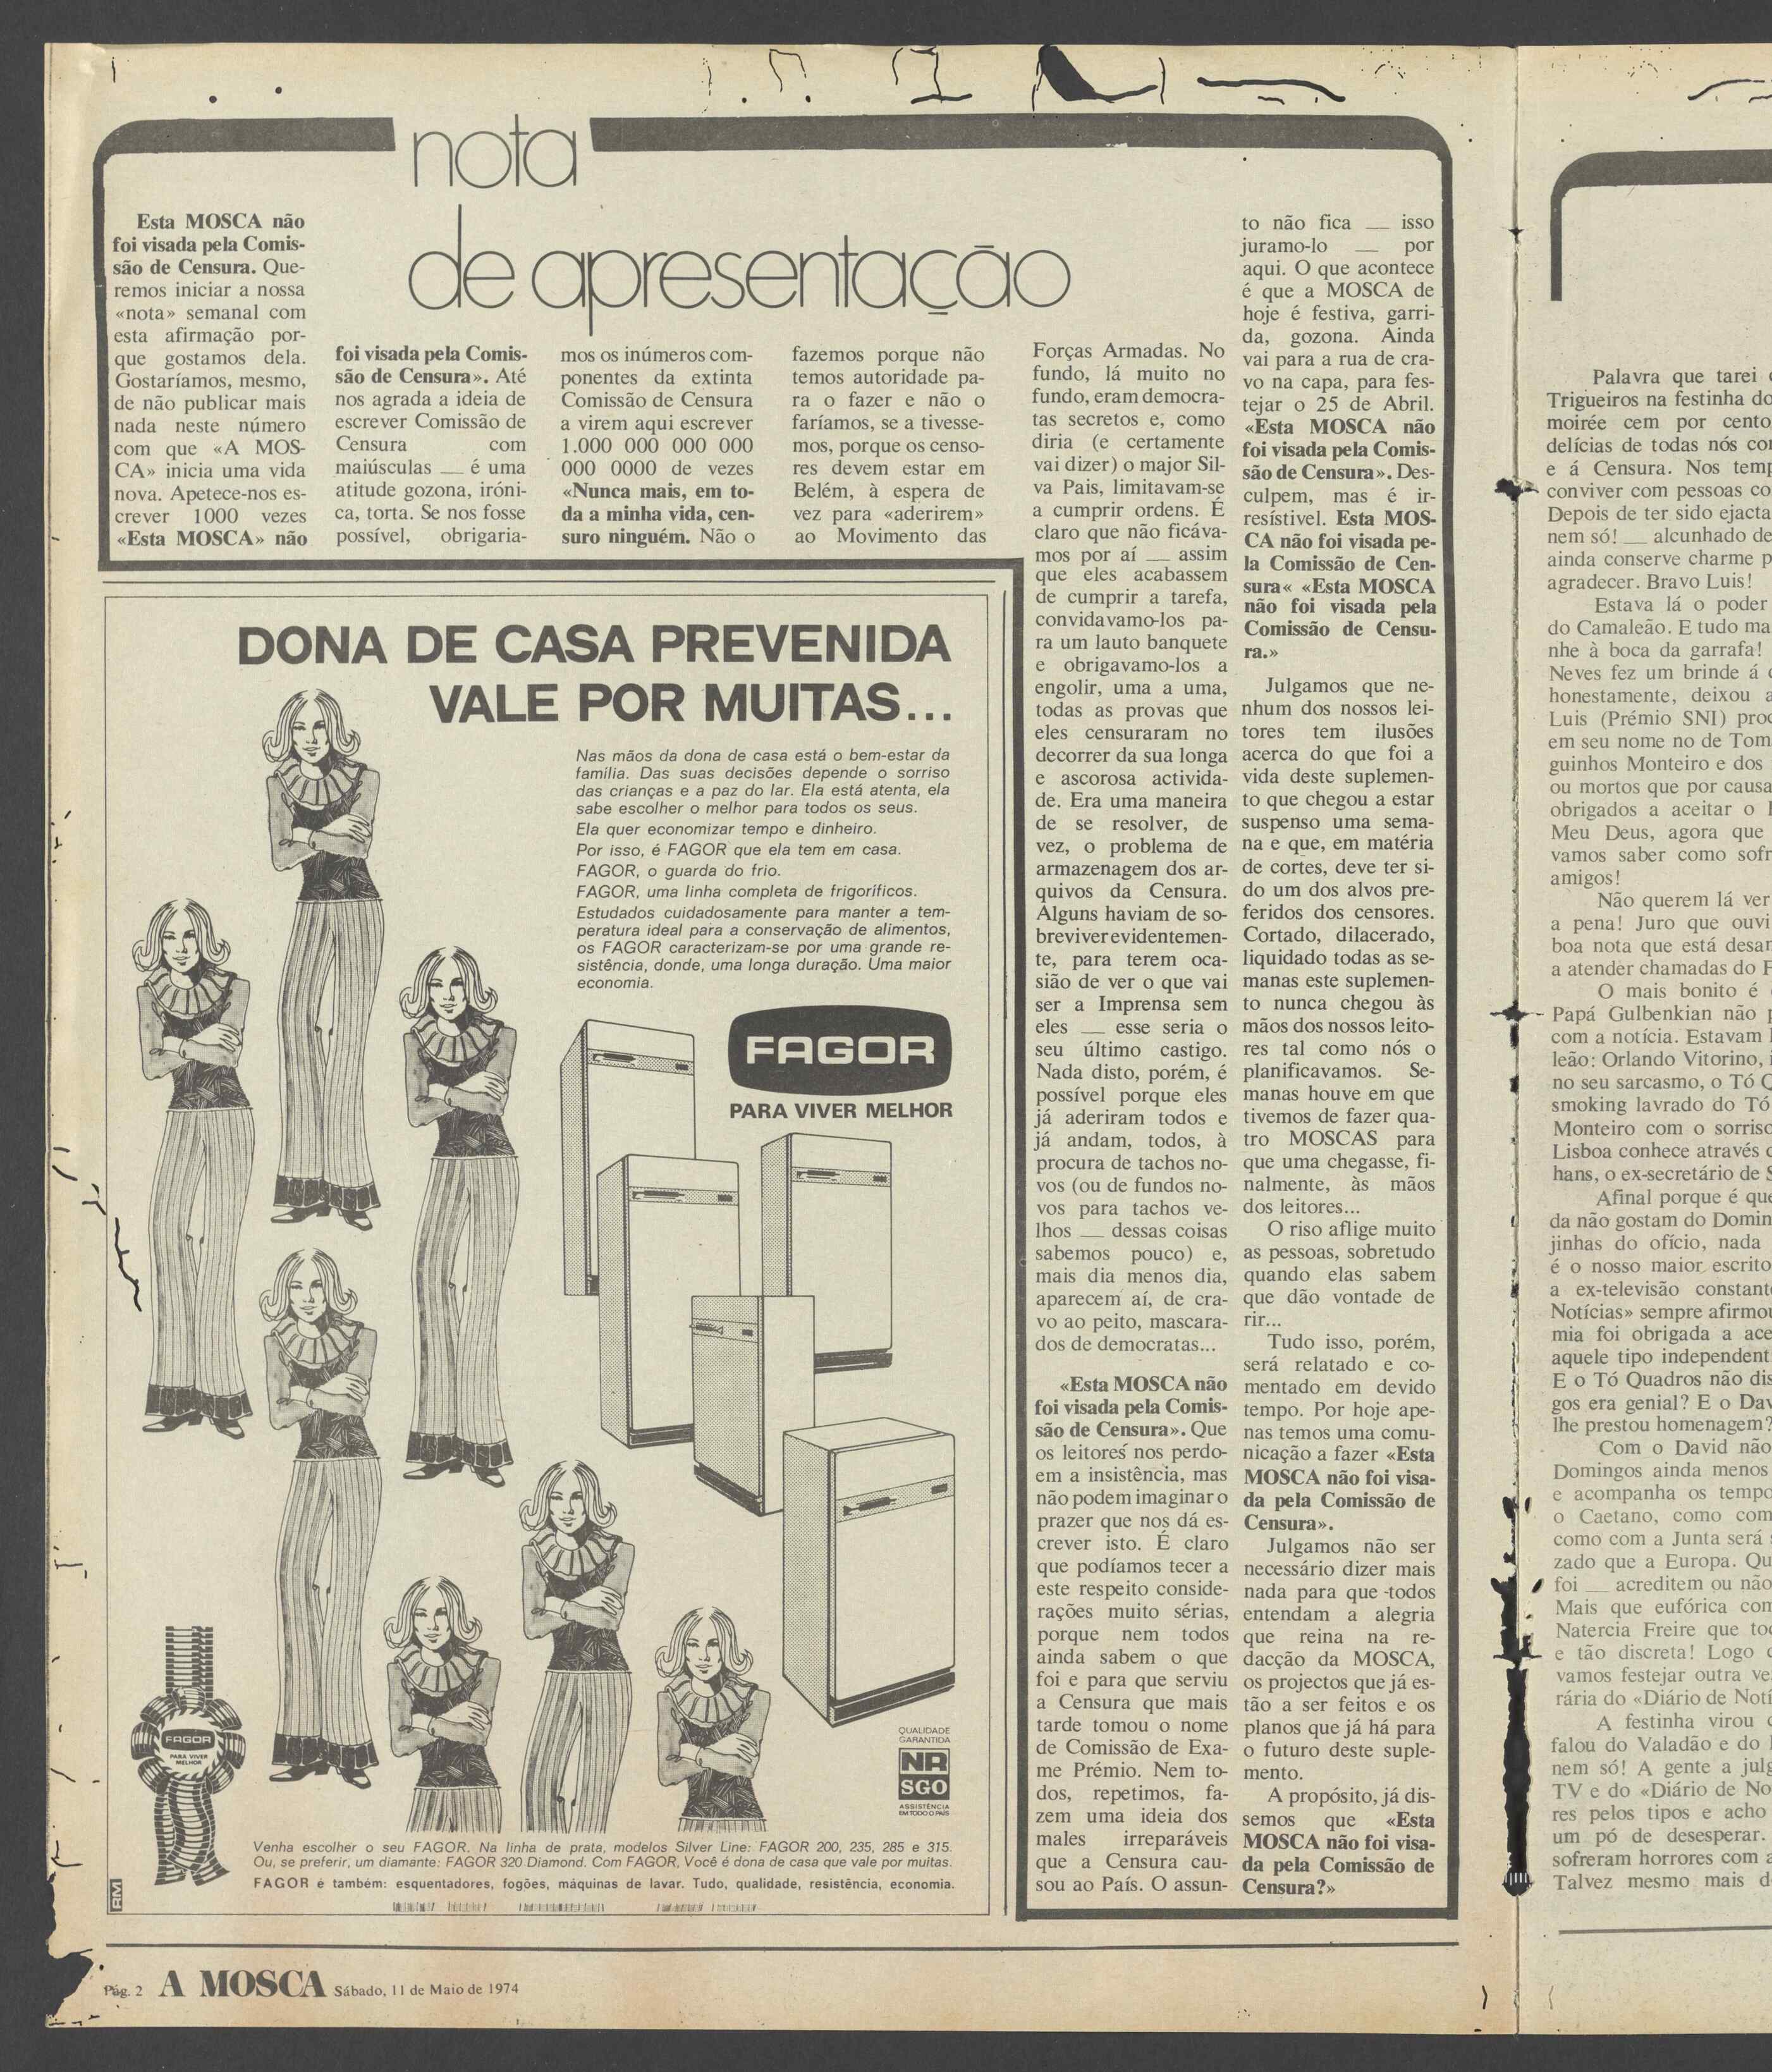 nota
de apresentação
Esta MOSCA não
foi visada pela Comis-
são de Censura. Que-
remos iniciar a nossa
«nota» semanal com
esta afirmação por-
que gostamos dela.
Gostaríamos, mesmo,
de não publicar mais
nada neste número
com que «A MOS-
CA» inicia uma vida
nova. Apetece-nos es-
crever 1000 vezes
«Esta MOSCA» não
foi visada pela Comis-
são de Censura». Até
nos agrada a ideia de
escrever Comissão de
Censura com
maiúsculas __ é uma
atitude gozona, iróni-
ca, torta. Se nos fosse
possível, obrigaria-
mos os inúmeros com-
ponentes da extinta
Comissão de Censura
a virem aqui escrever
1.000 000 000 000
000 0000 de vezes
«Nunca mais, em to-
da a minha vida, cen-
suro ninguém. Não o
fazemos porque não
temos autoridade pa-
ra o fazer e não o
faríamos, se a tivesse-
mos, porque os censo-
res devem estar em
Belém, à espera de
vez para «aderirem»
ao Movimento das
Forças Armadas. No
fundo, lá muito no
fundo, eram democra-
tas secretos e, como
diria (e certamente
vai dizer) o major Sil-
va Pais, limitavam-se
a cumprir ordens. É
claro que não ficáva-
mos por aí __ assim
que eles acabassem
de cumprir a tarefa,
convidavamo-los pa-
ra um lauto banquete
e obrigavamo-los a
engolir, uma a uma,
todas as provas que
eles censuraram no
decorrer da sua longa
e ascorosa activida-
de. Era uma maneira
de se resolver, de
vez, o problema de
armazenagem dos ar-
quivos da Censura.
Alguns haviam de so-
breviver evidentemen-
te, para terem oca-
sião de ver o que vai
ser a Imprensa sem
eles __ esse seria o
seu último castigo.
Nada disto, porém, é
possível porque eles
já aderiram todos e
já andam, todos, à
procura de tachos no-
vos (ou de fundos no-
vos para tachos ve-
lhos __ dessas coisas
sabemos pouco) e,
mais dia menos dia,
aparecem aí, de cra-
vo ao peito, mascara-
dos de democratas...
«Esta MOSCA não
foi visada pela Comis-
são de Censura». Que
os leitores nos perdo-
em a insistência, mas
não podem imaginar o
prazer que nos dá es-
crever isto. É claro
que podíamos tecer a
este respeito conside-
rações muito sérias,
porque nem todos
ainda sabem o que
foi e para que serviu
a Censura que mais
tarde tomou o nome
de Comissão de Exa-
me Prémio. Nem to-
dos, repetimos, fa-
zem uma ideia dos
males irreparáveis
que a Censura cau-
sou ao País. O assun-
to não fica __ isso
juramo-lo __ por
aqui. O que acontece
é que a MOSCA de
hoje é festiva, garri-
da, gozona. Ainda
vai para a rua de cra-
vo na capa, para fes-
tejar o 25 de Abril.
«Esta MOSCA não
foi visada pela Comis-
são de Censura». Des-
culpem, mas é ir-
resístivel. Esta MOS-
CA não foi visada pe-
la Comissão de Cen-
sura« «Esta MOSCA
não foi visada pela
Comissão de Censu-
ra.»
Julgamos que ne-
nhum dos nossos lei-
tores tem ilusões
acerca do que foi a
vida deste suplemen-
to que chegou a estar
suspenso uma sema-
na e que, em matéria
de cortes, deve ter si-
do um dos alvos pre-
feridos dos censores.
Cortado, dilacerado,
liquidado todas as se-
manas este suplemen-
to nunca chegou às
mãos dos nossos leito-
res tal como nós o
planificavamos. Se-
manas houve em que
tivemos de fazer qua-
tro MOSCAS para
que uma chegasse, fi-
nalmente, às mãos
dos leitores...
O riso aflige muito
as pessoas, sobretudo
quando elas sabem
que dão vontade de
rir...
Tudo isso, porém,
será relatado e co-
mentado em devido
tempo. Por hoje ape-
nas temos uma comu-
nicação a fazer «Esta
MOSCA não foi visa-
da pela Comissão de
Censura».
Julgamos não ser
necessário dizer mais
nada para que todos
entendam a alegria
que reina na re-
dacção da MOSCA,
os projectos que já es-
tão a ser feitos e os
planos que já há para
o futuro deste suple-
mento.
A propósito, já dis-
semos que «Esta
MOSCA não foi visa-
da pela Comissão de
Censura?»
DONA DE CASA PREVENIDA
VALE POR MUITAS...
Nas mãos da dona de casa está o bem-estar da
família. Das suas decisões depende o sorriso
das crianças e a paz do lar. Ela está atenta, ela
sabe escolher o melhor para todos os seus.
Ela quer economizar tempo e dinheiro.
Por isso, é FAGOR que ela tem em casa.
FAGOR, o guarda do frio.
FAGOR, uma linha completa de frigoríficos.
Estudados cuidadosamente para manter a tem-
peratura ideal para a conservação de alimentos,
os FAGOR caracterizam-se por uma grande re-
sistência, donde, uma longa duração. Uma maior
economia.
FAGOR
PARA VIVER MELHOR
FAGOR
PARA VIVER
MELHOR
QUALIDADE
GARANTIDA
NR
SGO
ASSISTÊNCIA
EM TODO O PAÍS
Venha escolher o seu FAGOR. Na linha de prata, modelos Silver Line: FAGOR 200, 235, 285 e 315.
Ou, se preferir, um diamante: FAGOR 320 Diamond. Com FAGOR, Você é dona de casa que vale por muitas.
FAGOR é também: esquentadores, fogões, máquinas de lavar. Tudo, qualidade, resistência, economia.
RM
Pág. 2 A MOSCA Sábado, 11 de Maio de 1974
Palavra que tarei
Trigueiros na festinha do
moirée cem por cento
delícias de todas nós
e á Censura. Nos
conviver com pessoas
Depois de ter sido
nem só! __ alcunhado de
ainda conserve charme
agradecer. Bravo Luis!
Estava lá o poder
do Camaleão. E tudo
nhe à boca da garrafa!
Neves fez um brinde á
honestamente, deixou
Luis (Prémio SNI)
em seu nome no de
guinhos Monteiro e dos
ou mortos que por causa
obrigados a aceitar o
Meu Deus, agora que
vamos saber como
amigos!
Não querem lá ver
a pena! Juro que ouvi
boa nota que está
a atender chamadas do
O mais bonito é
Papá Gulbenkian não
com a notícia. Estavam
leão: Orlando Vitorino,
no seu sarcasmo, o Tó
smoking lavrado do Tó
Monteiro com o sorriso
Lisboa conhece através
hans, o ex-secretário de
Afinal porque é que
da não gostam do
jinhas do ofício, nada
é o nosso maior escrito
a ex-televisão
Notícias» sempre
mia foi obrigada a
aquele tipo
E o Tó Quadros não
gos era genial? E o
lhe prestou homenagem?
Com o David não
Domingos ainda menos
e acompanha os
o Caetano, como
como com a Junta será
zado que a Europa.
foi __ acreditem ou não
Mais que eufórica
Natercia Freire que
e tão discreta! Logo
vamos festejar outra
rária do «Diário de
A festinha virou
falou do Valadão e do
nem só! A gente a
TV e do «Diário de
res pelos tipos e acho
um pó de desesperar.
sofreram horrores com
Talvez mesmo mais